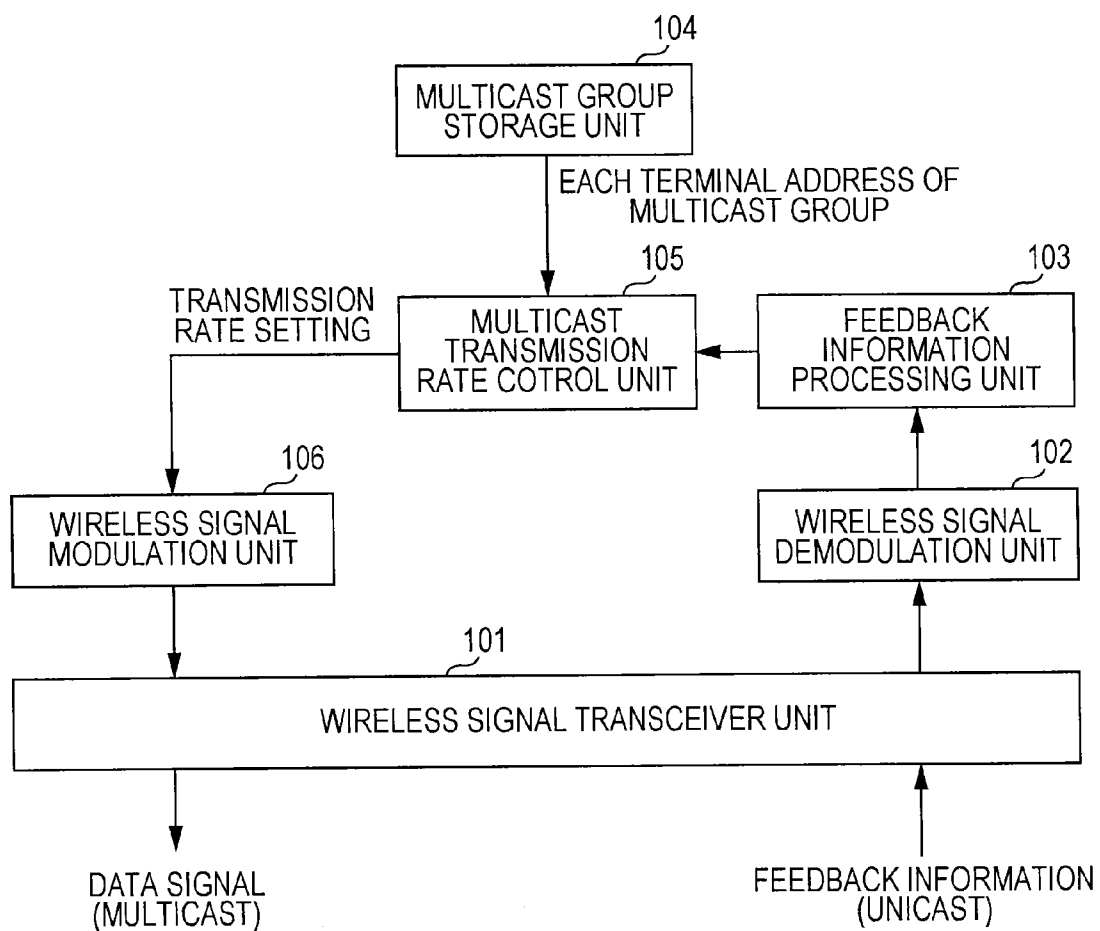 104
MULTICAST GROUP
STORAGE UNIT
EACH TERMINAL ADDRESS OF
MULTICAST GROUP
105
103
TRANSMISSION
RATE SETTING
MULTICAST
TRANSMISSION
RATE COTROL UNIT
FEEDBACK
INFORMATION
PROCESSING UNIT
106
102
WIRELESS SIGNAL
MODULATION UNIT
WIRELESS SIGNAL
DEMODULATION UNIT
101
WIRELESS SIGNAL TRANSCEIVER UNIT
DATA SIGNAL
(MULTICAST)
FEEDBACK INFORMATION
(UNICAST)